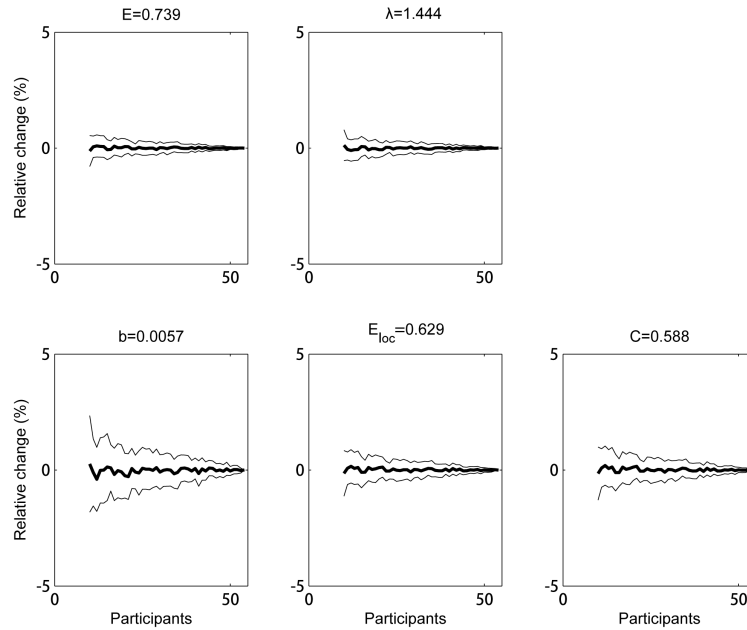 E=0.739
λ=1.444
Relative change (%)
5
0
-5
0
50
5
0
-5
0
50
b=0.0057
Eloc=0.629
C=0.588
Relative change (%)
5
0
-5
0
50
Participants
5
0
-5
0
50
Participants
5
0
-5
0
50
Participants